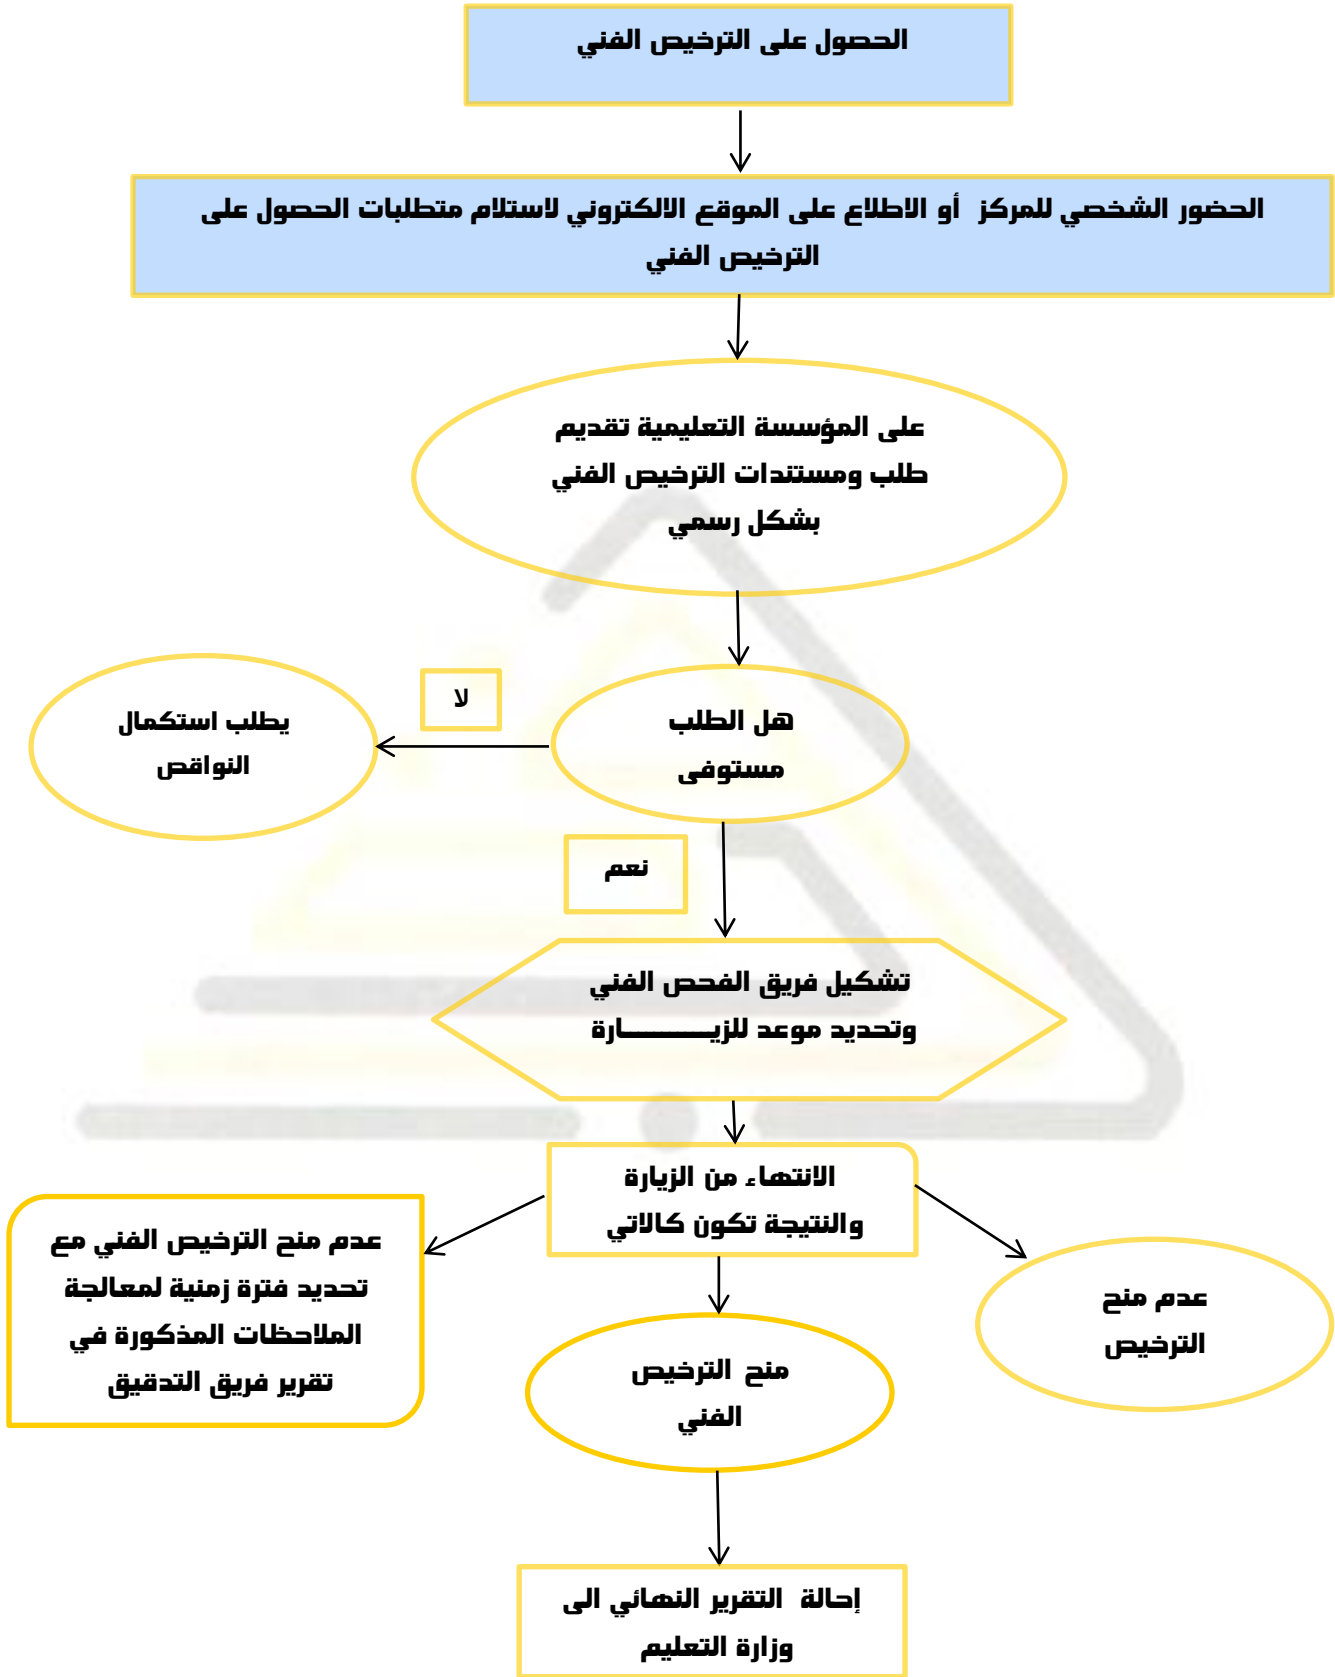 الحصول على الترخيص الفني
الحضور الشخصي للمركز أو الاطلاع على الموقع الالكتروني لاستلام متطلبات الحصول على
الترخيص الفني
على المؤسسة التعليمية تقديم
طلب ومستندات الترخيص الفني
بشكل رسمي
هل الطلب
مستوفى
لا
يطلب استكمال
النواقص
نعم
تشكيل فريق الفحص الفني
وتحديد موعد للزيــــــــــارة
الانتهاء من الزيارة
والنتيجة تكون كالاتي
عدم منح
الترخيص
منح الترخيص
الفني
عدم منح الترخيص الفني مع
تحديد فترة زمنية لمعالجة
الملاحظات المذكورة في
تقرير فريق التدقيق
إحالة التقرير النهائي الى
وزارة التعليم